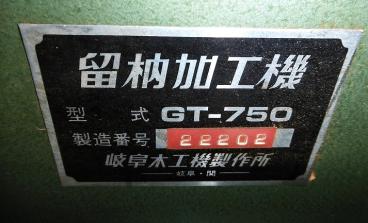 留枘加工機
型式 GT-750
製造番号 22202
岐阜木工機製作所
岐阜・関